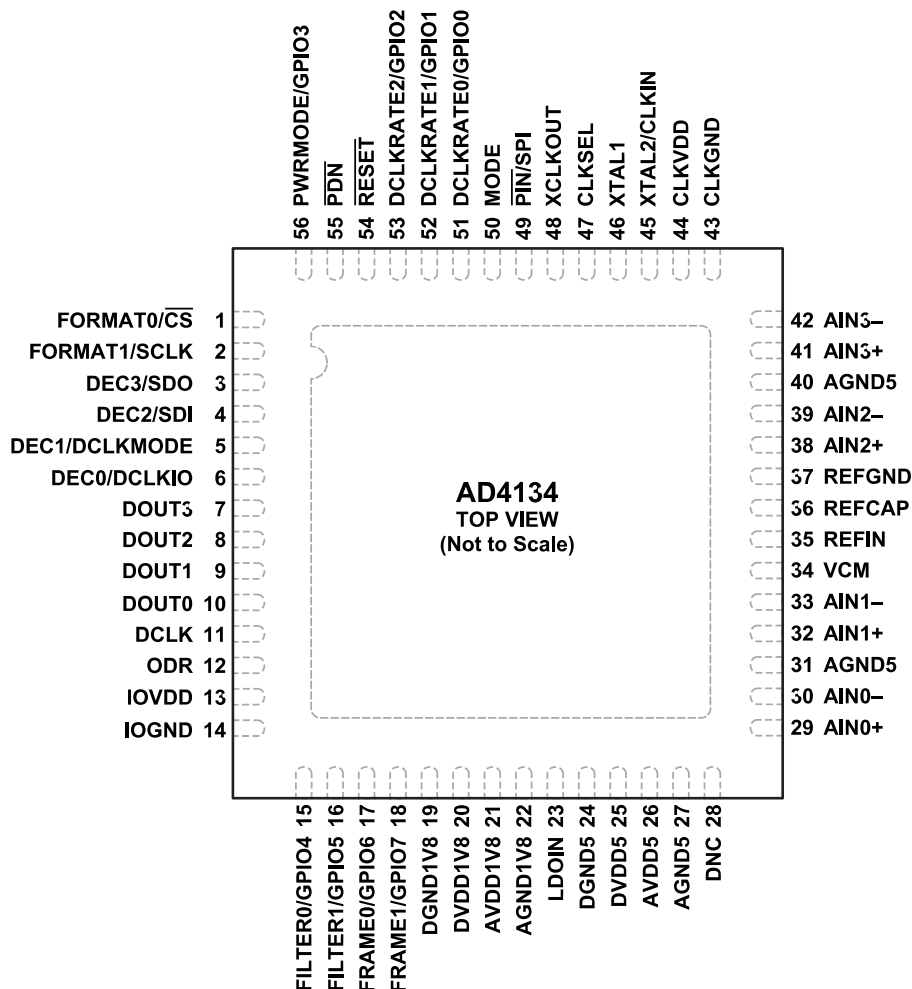 56 PWRMODE/GPIO3
55 PDN
54 RESET
53 DCLKRATE2/GPIO2
52 DCLKRATE1/GPIO1
51 DCLKRATE0/GPIO0
50 MODE
49 PIN/SPI
48 XCLKOUT
47 CLKSEL
46 XTAL1
45 XTAL2/CLKIN
44 CLKVDD
43 CLKGND
FORMAT0/CS 1
FORMAT1/SCLK 2
DEC3/SDO 3
DEC2/SDI 4
DEC1/DCLKMODE 5
DEC0/DCLKIO 6
DOUT3 7
DOUT2 8
DOUT1 9
DOUT0 10
DCLK 11
ODR 12
IOVDD 13
IOGND 14
AD4134
TOP VIEW
(Not to Scale)
42 AIN3–
41 AIN3+
40 AGND5
39 AIN2–
38 AIN2+
37 REFGND
36 REFCAP
35 REFIN
34 VCM
33 AIN1–
32 AIN1+
31 AGND5
30 AIN0–
29 AIN0+
FILTER0/GPIO4 15
FILTER1/GPIO5 16
FRAME0/GPIO6 17
FRAME1/GPIO7 18
DGND1V8 19
DVDD1V8 20
AVDD1V8 21
AGND1V8 22
LDOIN 23
DGND5 24
DVDD5 25
AVDD5 26
AGND5 27
DNC 28